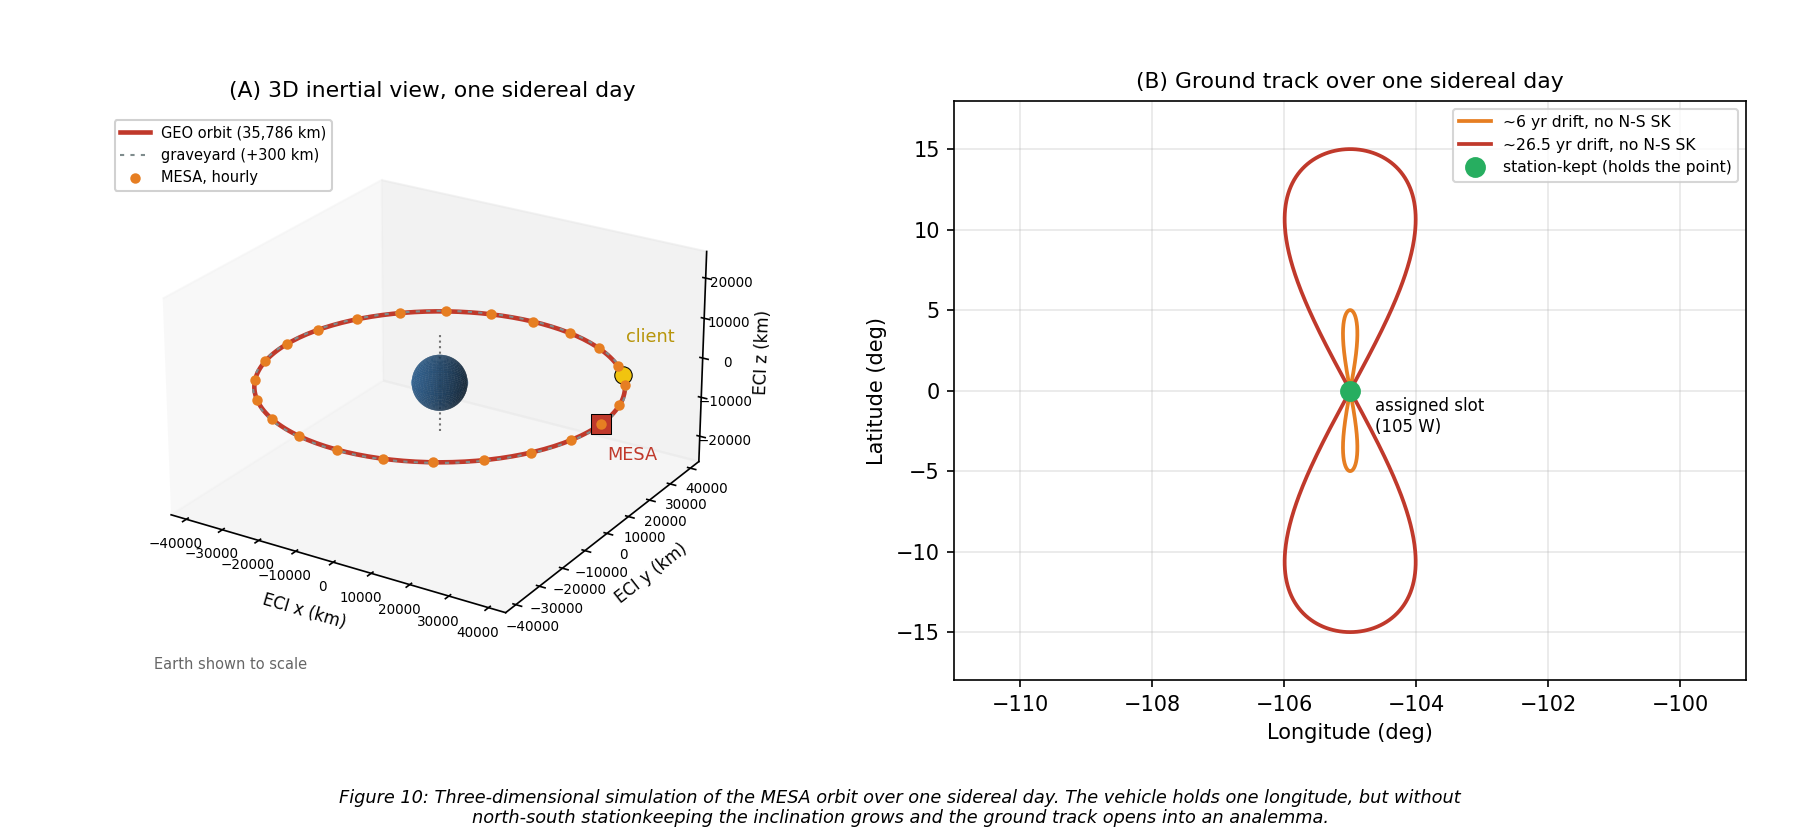 (A) 3D inertial view, one sidereal day
GEO orbit (35,786 km)
graveyard (+300 km)
MESA, hourly
client
MESA
20000
10000
0
−10000
−20000
ECI z (km)
−40000
−30000
−20000
−10000
0
10000
20000
30000
40000
ECI x (km)
40000
30000
20000
10000
0
−10000
−20000
−30000
−40000
ECI y (km)
Earth shown to scale
(B) Ground track over one sidereal day
~6 yr drift, no N-S SK
~26.5 yr drift, no N-S SK
station-kept (holds the point)
15
10
5
0
−5
−10
−15
Latitude (deg)
assigned slot
(105 W)
−110
−108
−106
−104
−102
−100
Longitude (deg)
Figure 10: Three-dimensional simulation of the MESA orbit over one sidereal day. The vehicle holds one longitude, but without
north-south stationkeeping the inclination grows and the ground track opens into an analemma.